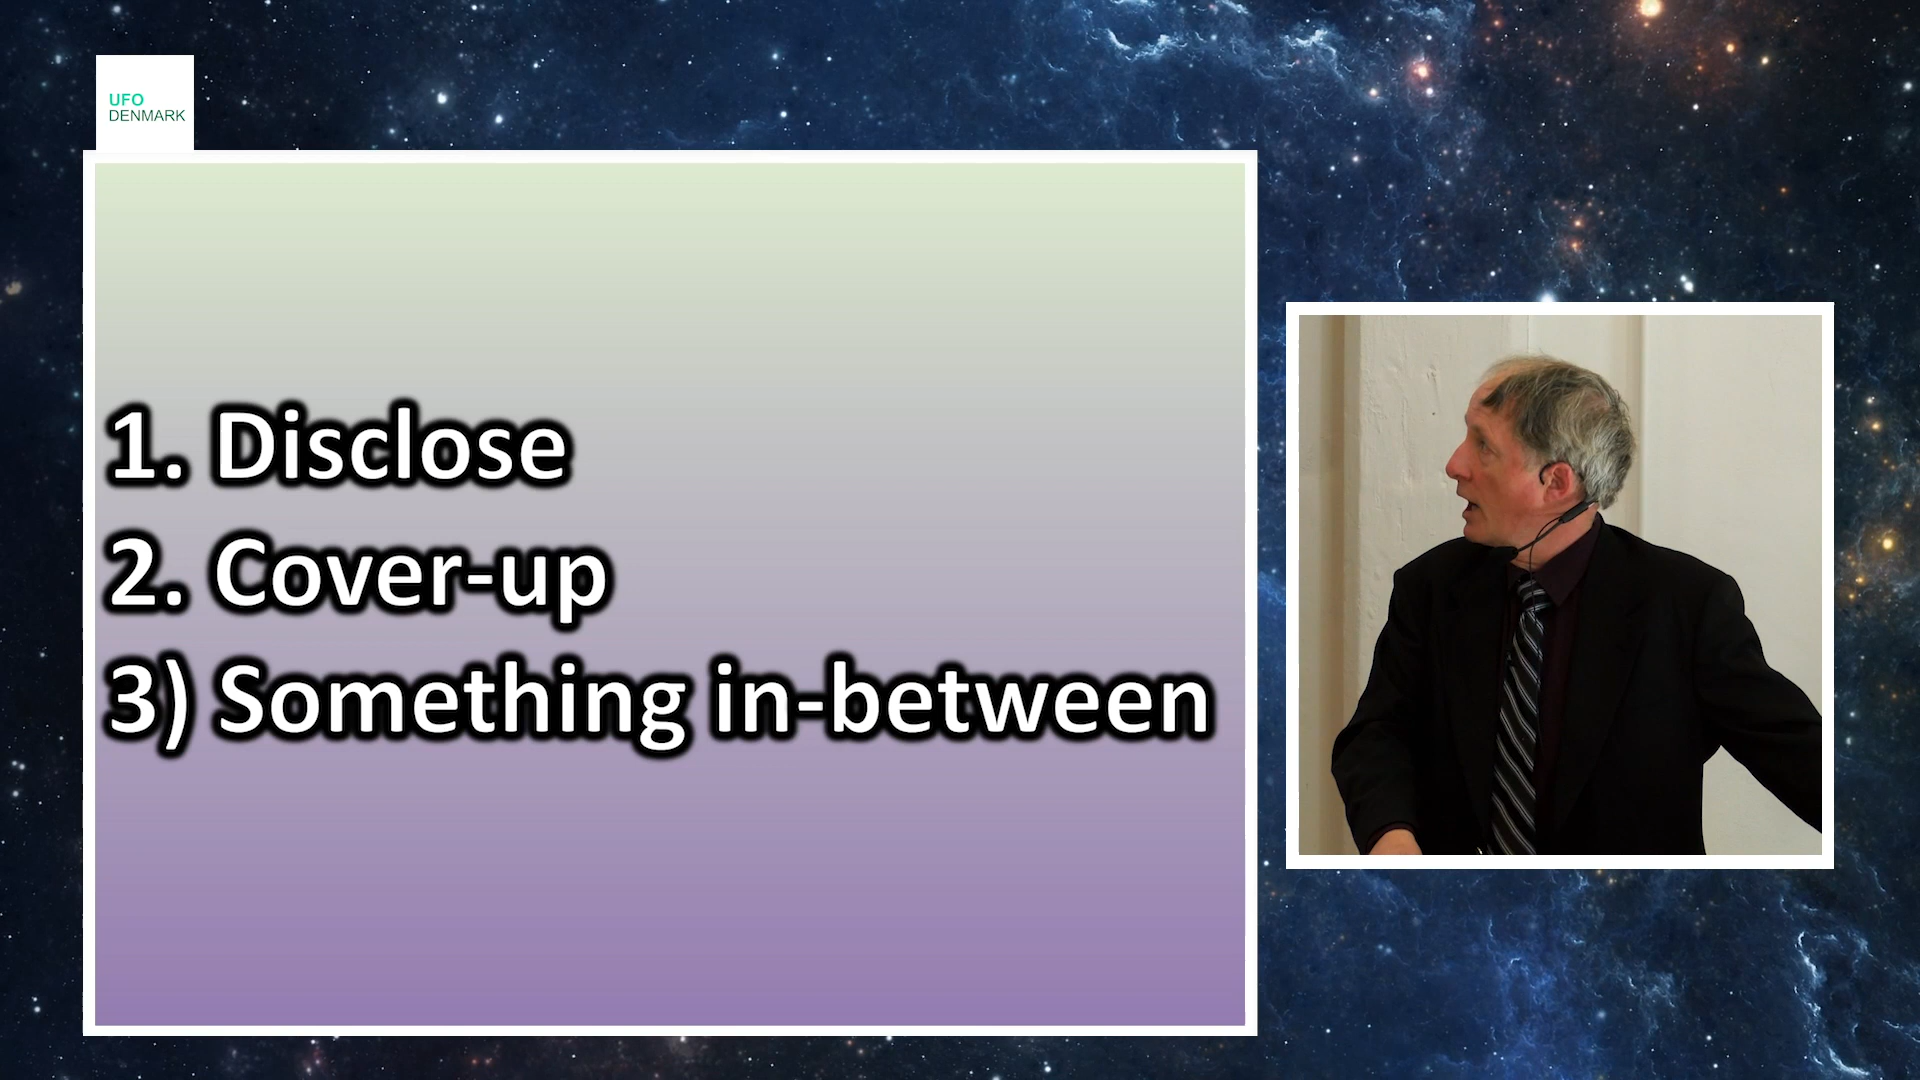 UFO
DENMARK
1. Disclose
2. Cover-up
3) Something in-between